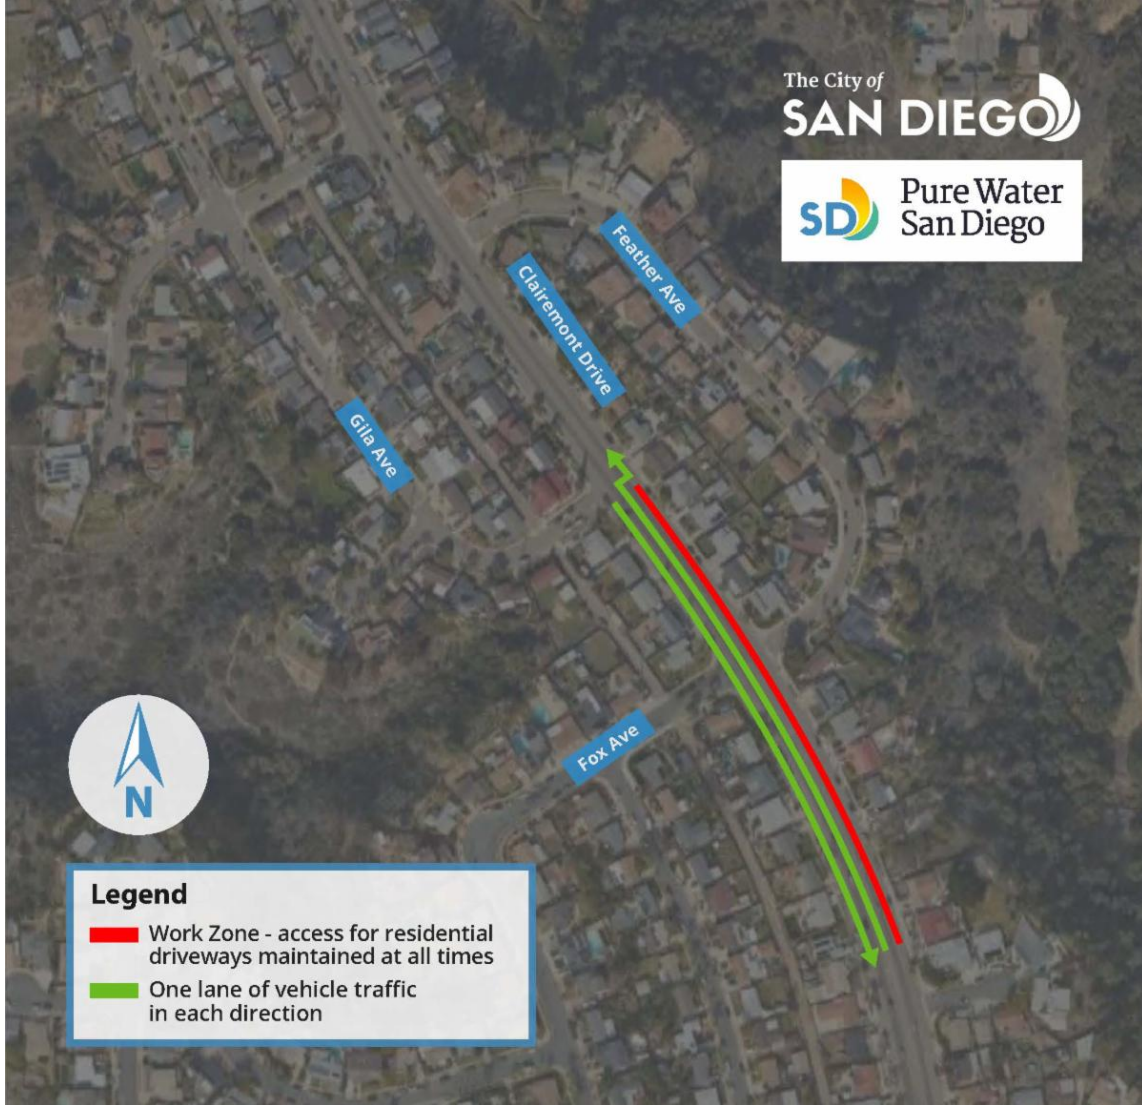 The City of
SAN DIEGO
SD
Pure Water
San Diego
Feather Ave
Clairemont Drive
Gila Ave
Fox Ave
N
Legend
Work Zone - access for residential
driveways maintained at all times
One lane of vehicle traffic
in each direction